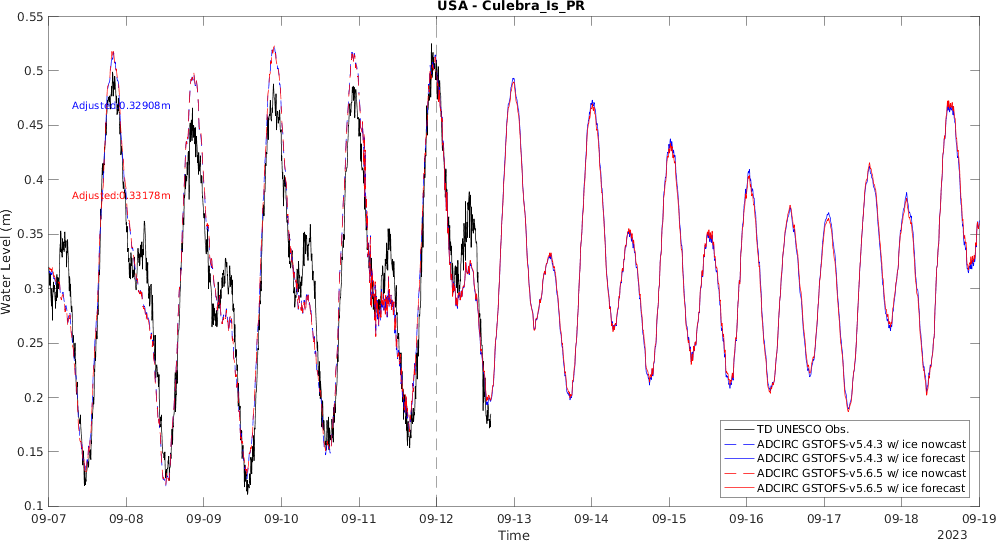 USA - Culebra_Is_PR
0.55
0.5
0.45
0.4
0.35
0.3
0.25
0.2
0.15
0.1
Water Level (m)
Adjusted:0.32908m
Adjusted:0.33178m
TD UNESCO Obs.
ADCIRC GSTOFS-v5.4.3 w/ ice nowcast
ADCIRC GSTOFS-v5.4.3 w/ ice forecast
ADCIRC GSTOFS-v5.6.5 w/ ice nowcast
ADCIRC GSTOFS-v5.6.5 w/ ice forecast
09-07 09-08 09-09 09-10 09-11 09-12 09-13 09-14 09-15 09-16 09-17 09-18 09-19
Time
2023